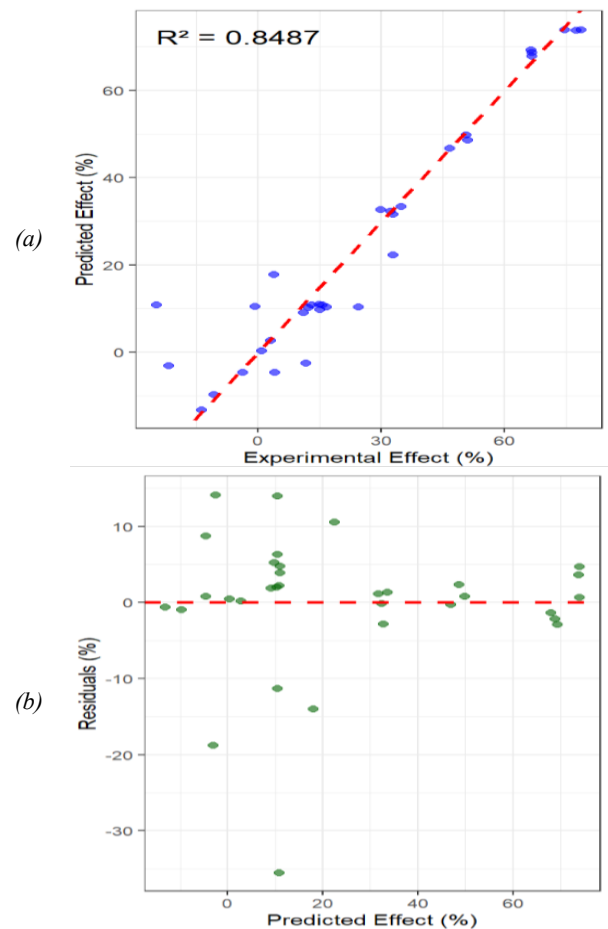 R² = 0.8487
60
40
20
0
Predicted Effect (%)
(a)
0 30 60
Experimental Effect (%)
10
0
-10
-20
-30
Residuals (%)
(b)
0 20 40 60
Predicted Effect (%)